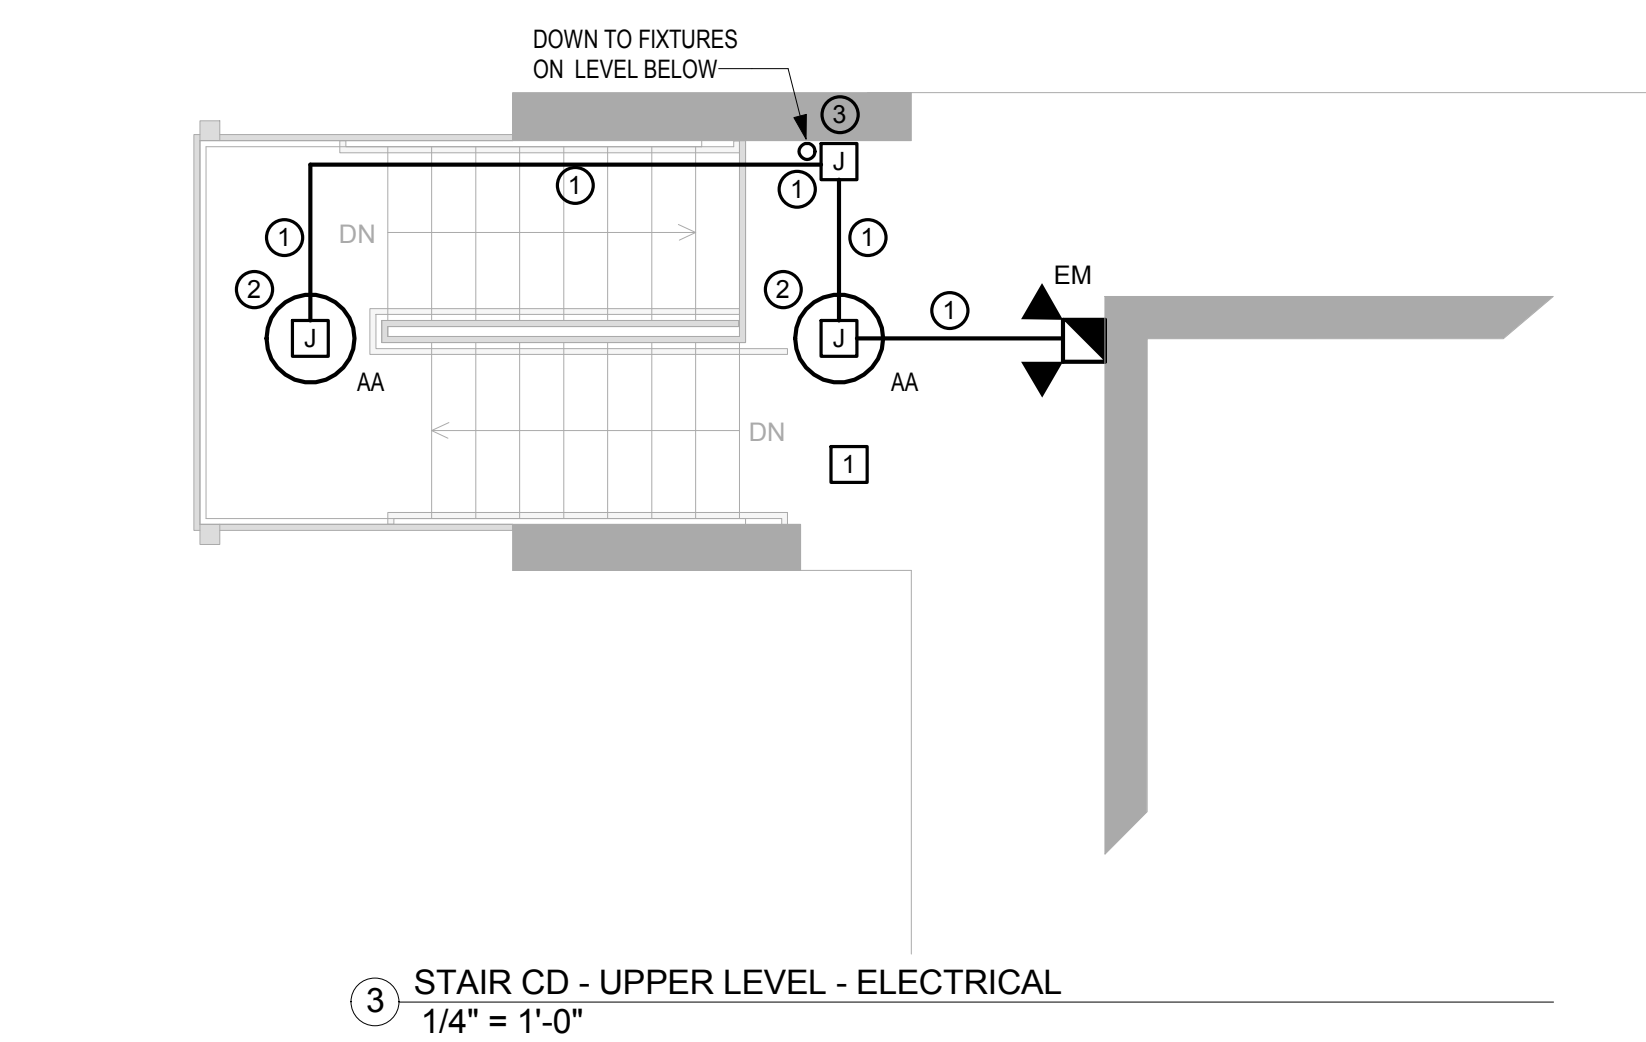 DOWN TO FIXTURES
ON LEVEL BELOW
3
J
1
1
1
1
DN
2
2
EM
1
J
J
AA
AA
DN
1
3
STAIR CD - UPPER LEVEL - ELECTRICAL
1/4" = 1'-0"